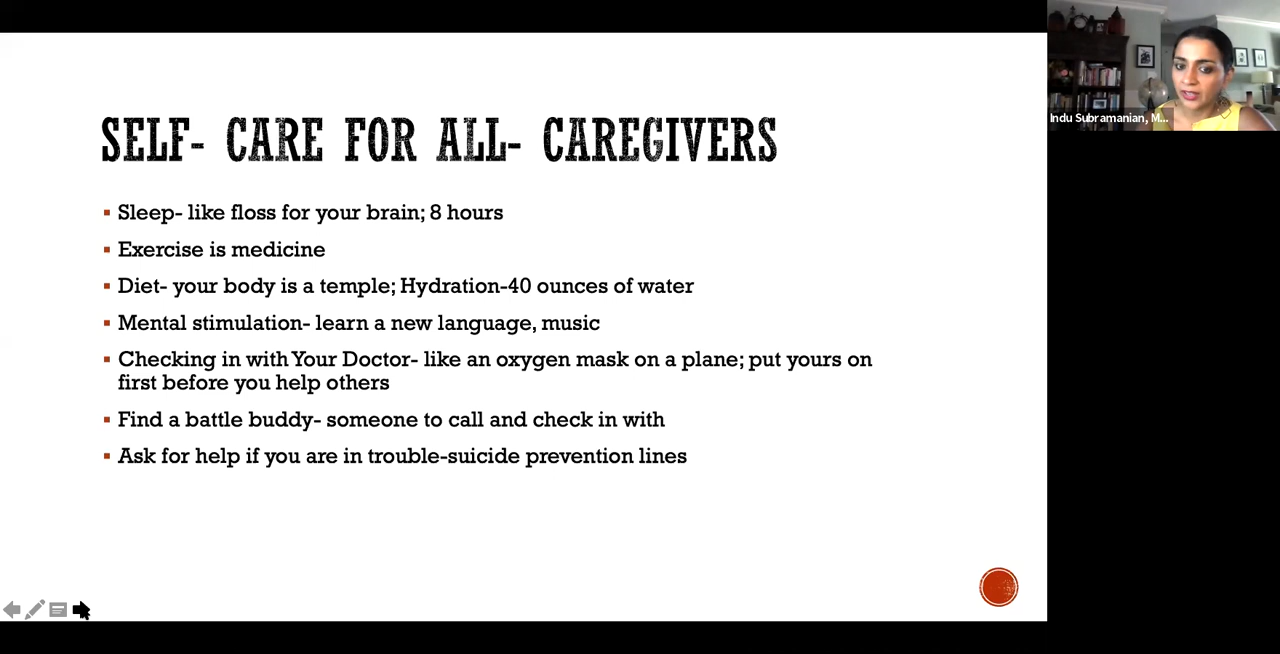 SELF- CARE FOR ALL- CAREGIVERS
Sleep- like floss for your brain; 8 hours
Exercise is medicine
Diet- your body is a temple; Hydration-40 ounces of water
Mental stimulation- learn a new language, music
Checking in with Your Doctor- like an oxygen mask on a plane; put yours on
first before you help others
Find a battle buddy- someone to call and check in with
Ask for help if you are in trouble-suicide prevention lines
Indu Subramanian, M...